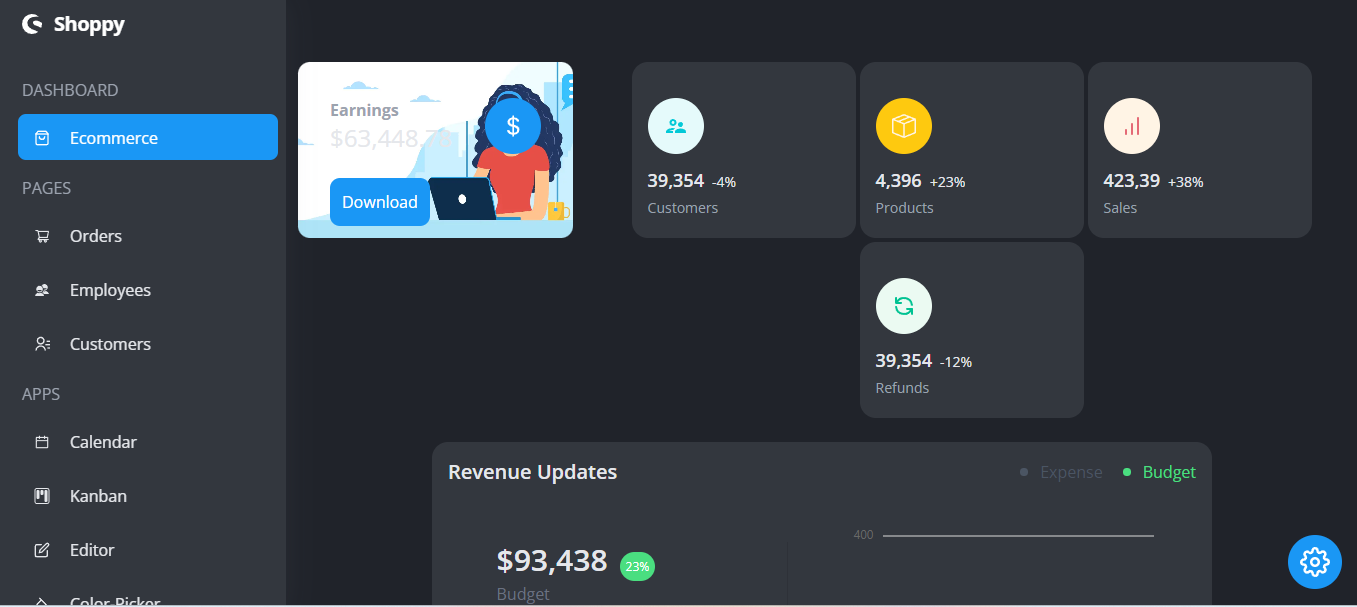 Shoppy
DASHBOARD
Ecommerce
PAGES
Orders
Employees
Customers
APPS
Calendar
Kanban
Editor
Color-Picker
Earnings
$63,448.78
$
Download
39,354 -4%
Customers
4,396 +23%
Products
423,39 +38%
Sales
39,354 -12%
Refunds
Revenue Updates
Expense
Budget
$93,438 23%
Budget
400